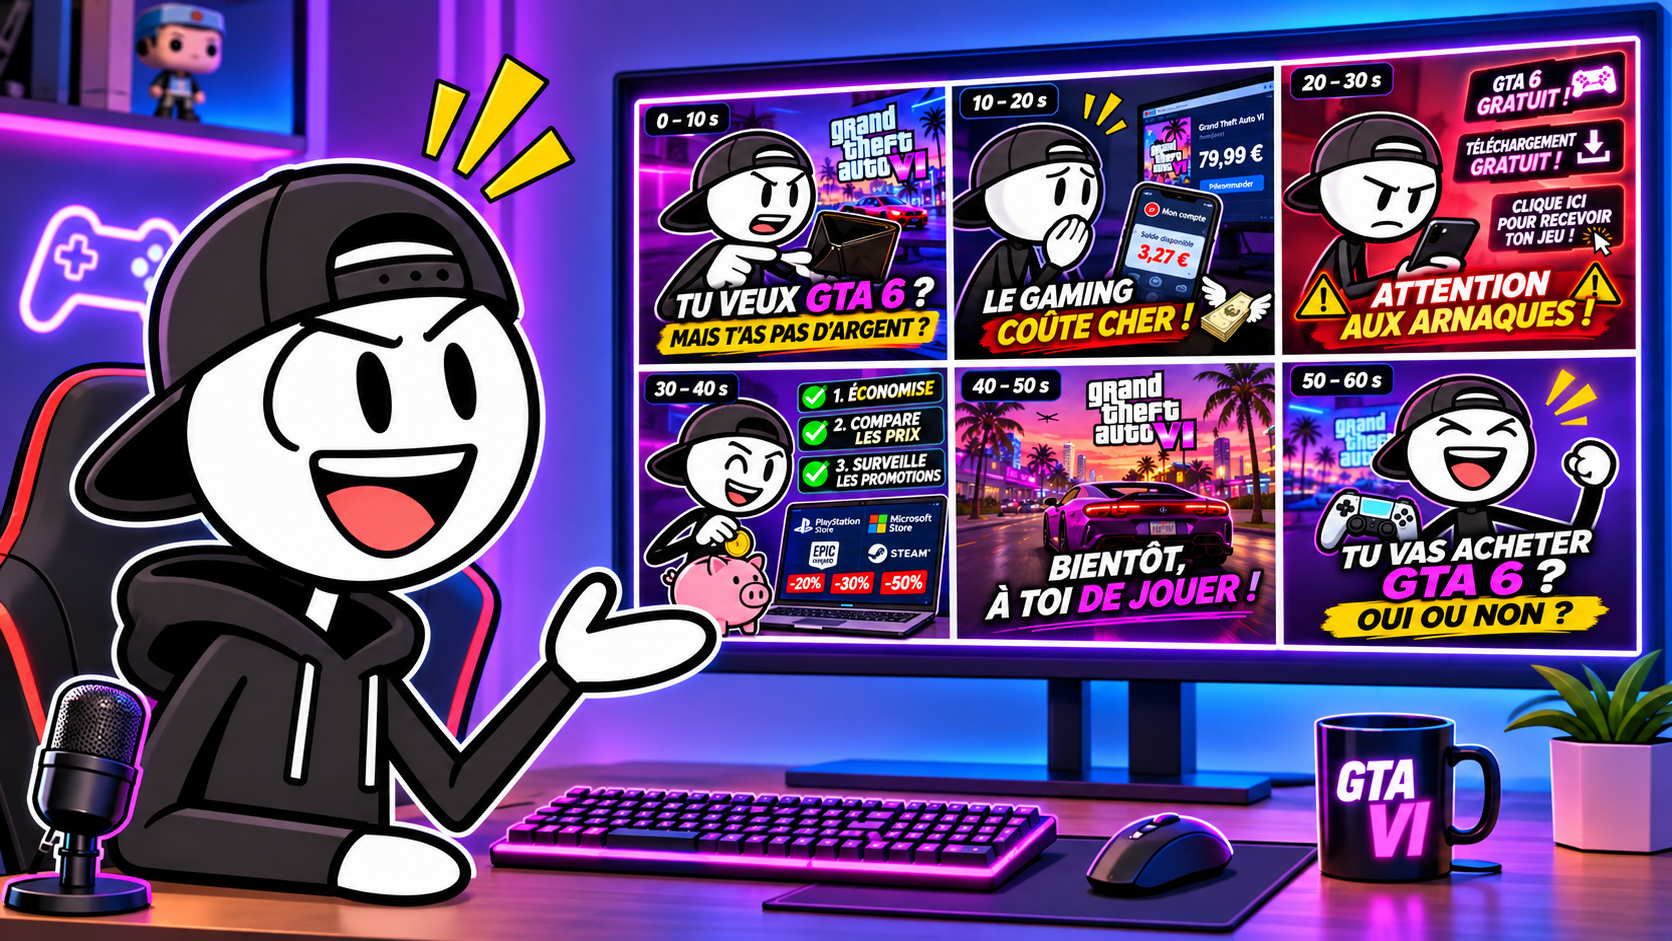 0 – 10 s
grand
theft
auto VI
TU VEUX GTA 6 ?
MAIS T'AS PAS D'ARGENT ?
10 – 20 s
Grand Theft Auto VI
79,99 €
Précommander
Mon compte
Solde disponible
3,27 €
LE GAMING
COÛTE CHER !
20 – 30 s
GTA 6
GRATUIT !
TÉLÉCHARGEMENT
GRATUIT !
CLIQUE ICI
POUR RECEVOIR
TON JEU !
ATTENTION
AUX ARNAQUES !
30 – 40 s
1. ÉCONOMISE
2. COMPARE
LES PRIX
3. SURVEILLE
LES PROMOTIONS
PlayStation
Store
Microsoft
Store
EPIC
STEAM
-20%
-30%
-50%
40 – 50 s
grand
theft
auto VI
BIENTÔT,
À TOI DE JOUER !
50 – 60 s
grand
theft
auto
TU VAS ACHETER
GTA 6 ?
OUI OU NON ?
GTA
VI